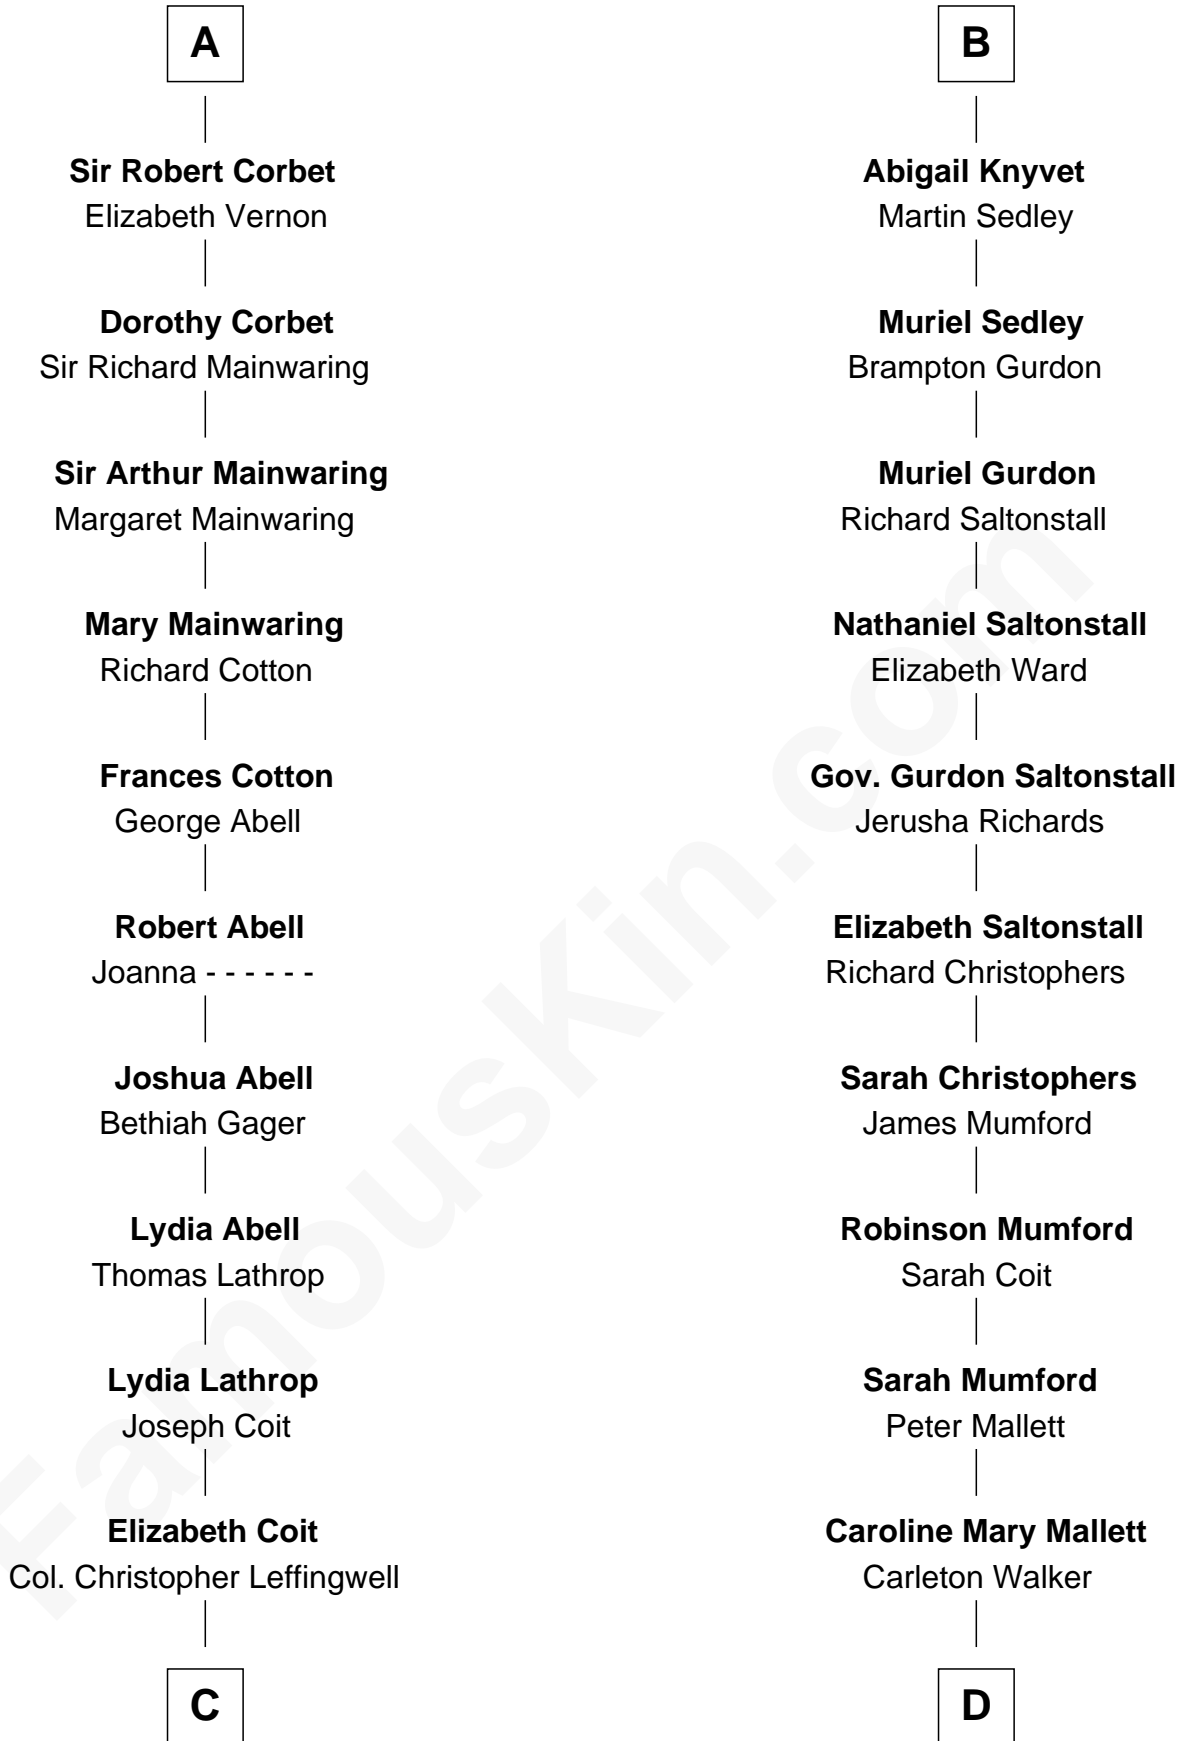 A
Sir Robert Corbet
Elizabeth Vernon
Dorothy Corbet
Sir Richard Mainwaring
Sir Arthur Mainwaring
Margaret Mainwaring
Mary Mainwaring
Richard Cotton
Frances Cotton
George Abell
Robert Abell
Joanna - - - - - -
Joshua Abell
Bethiah Gager
Lydia Abell
Thomas Lathrop
Lydia Lathrop
Joseph Coit
Elizabeth Coit
Col. Christopher Leffingwell
C
B
Abigail Knyvet
Martin Sedley
Muriel Sedley
Brampton Gurdon
Muriel Gurdon
Richard Saltonstall
Nathaniel Saltonstall
Elizabeth Ward
Gov. Gurdon Saltonstall
Jerusha Richards
Elizabeth Saltonstall
Richard Christophers
Sarah Christophers
James Mumford
Robinson Mumford
Sarah Coit
Sarah Mumford
Peter Mallett
Caroline Mary Mallett
Carleton Walker
D
FamousKin.com